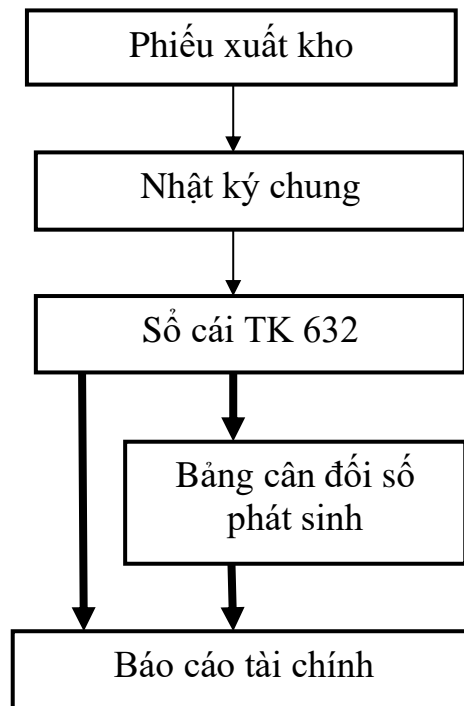 Phiếu xuất kho
Nhật ký chung
Sổ cái TK 632
Bảng cân đối số
phát sinh
Báo cáo tài chính